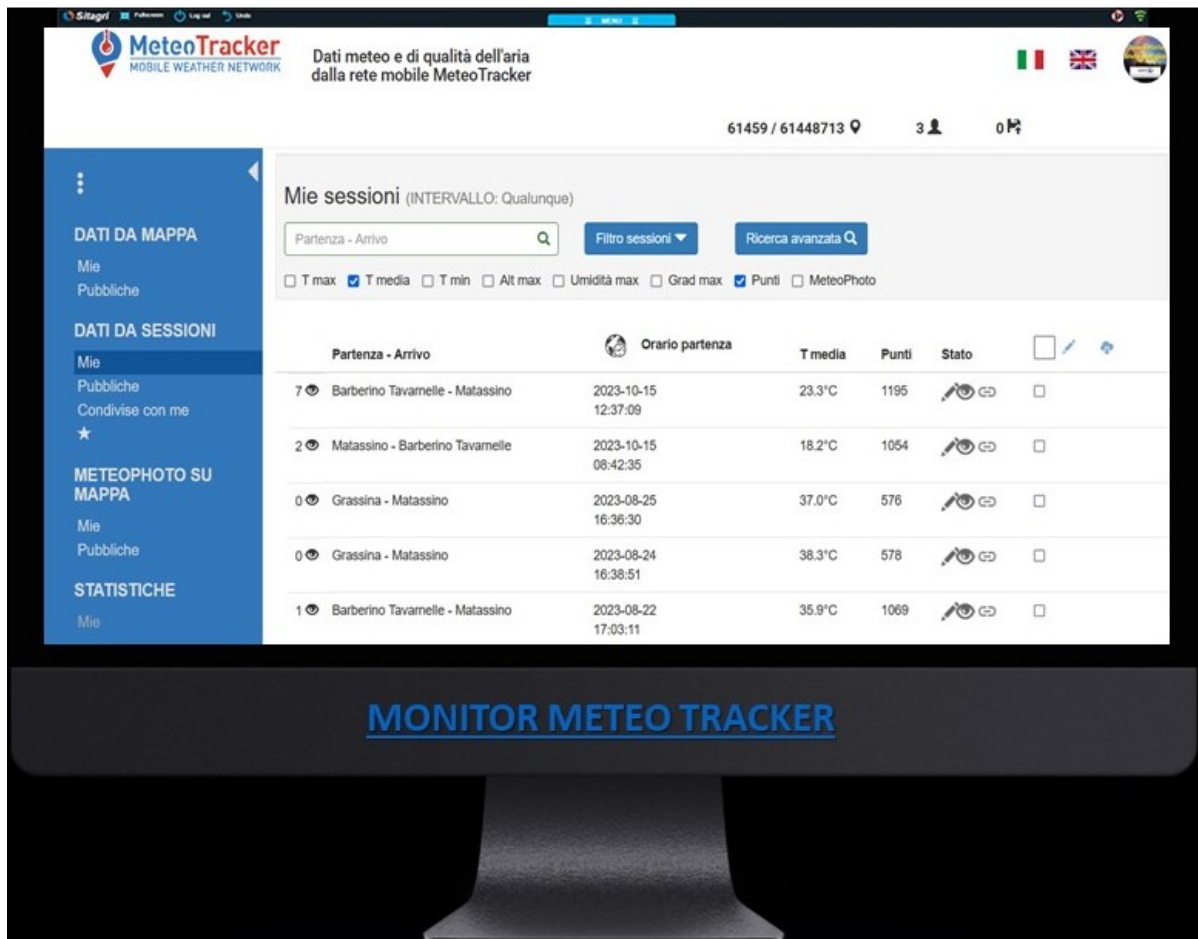 Sitagri Fullscreen Log out Undo
MENU
MeteoTracker
MOBILE WEATHER NETWORK
Dati meteo e di qualità dell'aria
dalla rete mobile MeteoTracker
61459 / 61448713 3 0
Mie sessioni (INTERVALLO: Qualunque)
Partenza - Arrivo Filtro sessioni Ricerca avanzata
T max T media T min Alt max Umidità max Grad max Punti MeteoPhoto
DATI DA MAPPA
Mie
Pubbliche
DATI DA SESSIONI
Mie
Pubbliche
Condivise con me
METEOPHOTO SU
MAPPA
Mie
Pubbliche
STATISTICHE
Mie
Partenza - Arrivo Orario partenza T media Punti Stato
7 Barberino Tavarnelle - Matassino 2023-10-15 23.3°C 1195
12:37:09
2 Matassino - Barberino Tavarnelle 2023-10-15 18.2°C 1054
08:42:35
0 Grassina - Matassino 2023-08-25 37.0°C 576
16:36:30
0 Grassina - Matassino 2023-08-24 38.3°C 578
16:38:51
1 Barberino Tavarnelle - Matassino 2023-08-22 35.9°C 1069
17:03:11
MONITOR METEO TRACKER